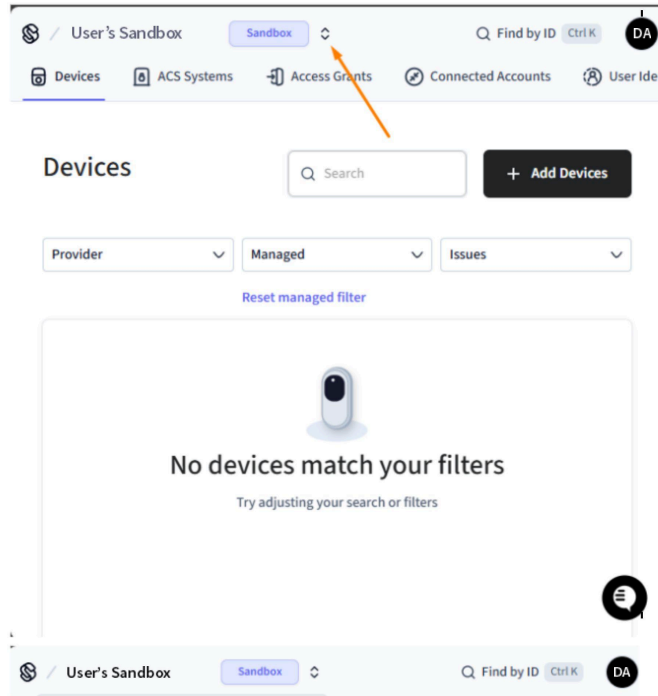 User's Sandbox Sandbox Find by ID Ctrl K DA
Devices ACS Systems Access Grants Connected Accounts User Ide
Devices Search + Add Devices
Provider Managed Issues
Reset managed filter
No devices match your filters
Try adjusting your search or filters
User's Sandbox Sandbox Find by ID Ctrl K DA